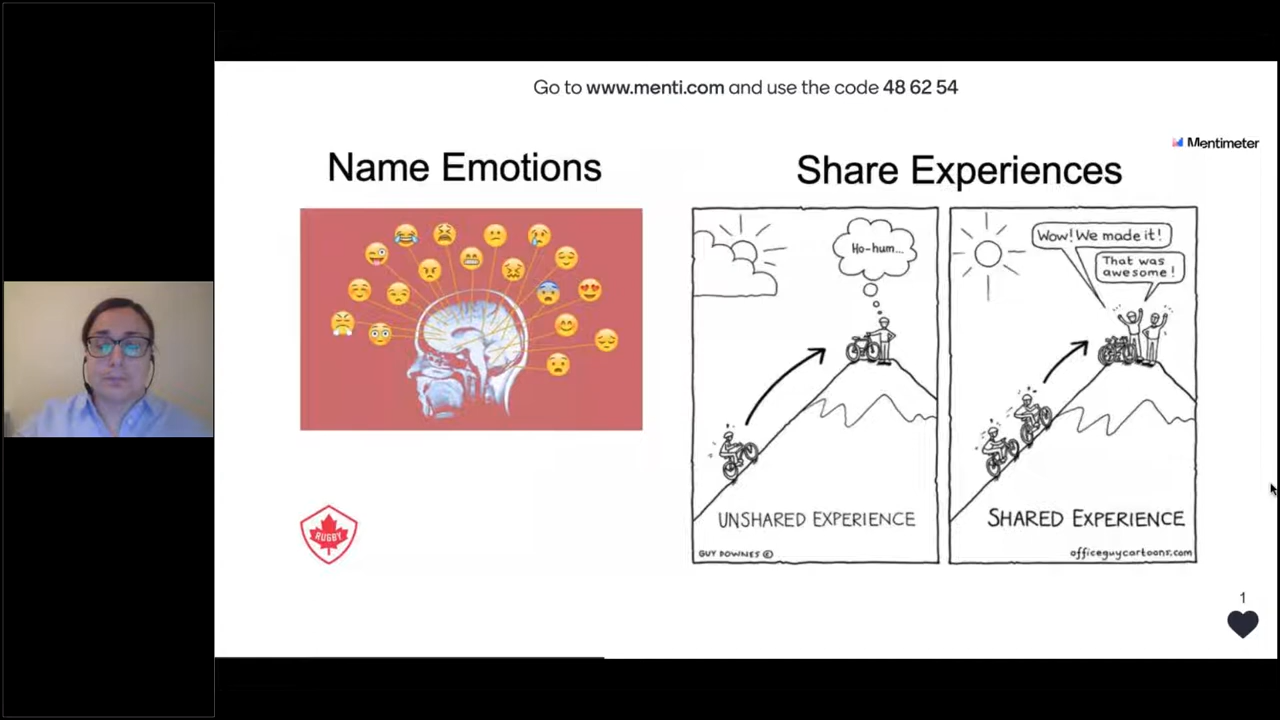 Go to www.menti.com and use the code 48 62 54
Mentimeter
Name Emotions
Share Experiences
Ho-hum...
Wow! We made it!
That was
awesome!
UNSHARED EXPERIENCE
SHARED EXPERIENCE
GUY DOWNES ©
officeguycartoons.com
RUGBY
1